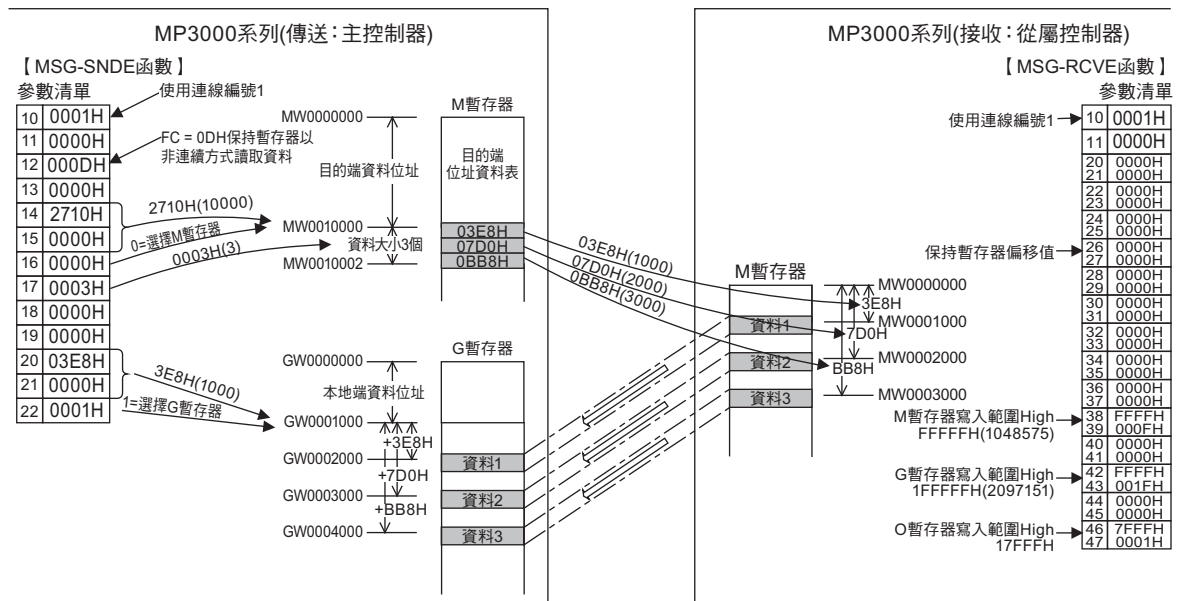 MP3000系列(傳送：主控制器)
【 MSG-SNDE函數 】
參數清單
10 0001H
11 0000H
12 000DH
13 0000H
14 2710H
15 0000H
16 0000H
17 0003H
18 0000H
19 0000H
20 03E8H
21 0000H
22 0001H
使用連線編號1
FC = 0DH保持暫存器以
非連續方式讀取資料
2710H(10000)
0=選擇M暫存器
0003H(3)
3E8H(1000)
1=選擇G暫存器
M暫存器
MW0000000
目的端資料位址
目的端
位址資料表
MW0010000
資料大小3個
MW0010002
03E8H
07D0H
0BB8H
G暫存器
GW0000000
本地端資料位址
GW0001000
+3E8H
GW0002000
+7D0H
GW0003000
+BB8H
GW0004000
資料1
資料2
資料3
03E8H(1000)
07D0H(2000)
0BB8H(3000)
MP3000系列(接收：從屬控制器)
【 MSG-RCVE函數 】
參數清單
M暫存器
資料1
資料2
資料3
MW0000000
3E8H
MW0001000
7D0H
MW0002000
BB8H
MW0003000
使用連線編號1
保持暫存器偏移值
M暫存器寫入範圍High
FFFFFH(1048575)
G暫存器寫入範圍High
1FFFFFH(2097151)
O暫存器寫入範圍High
17FFFH
10 0001H
11 0000H
20 0000H
21 0000H
22 0000H
23 0000H
24 0000H
25 0000H
26 0000H
27 0000H
28 0000H
29 0000H
30 0000H
31 0000H
32 0000H
33 0000H
34 0000H
35 0000H
36 0000H
37 0000H
38 FFFFH
39 000FH
40 0000H
41 0000H
42 FFFFH
43 001FH
44 0000H
45 0000H
46 7FFFH
47 0001H